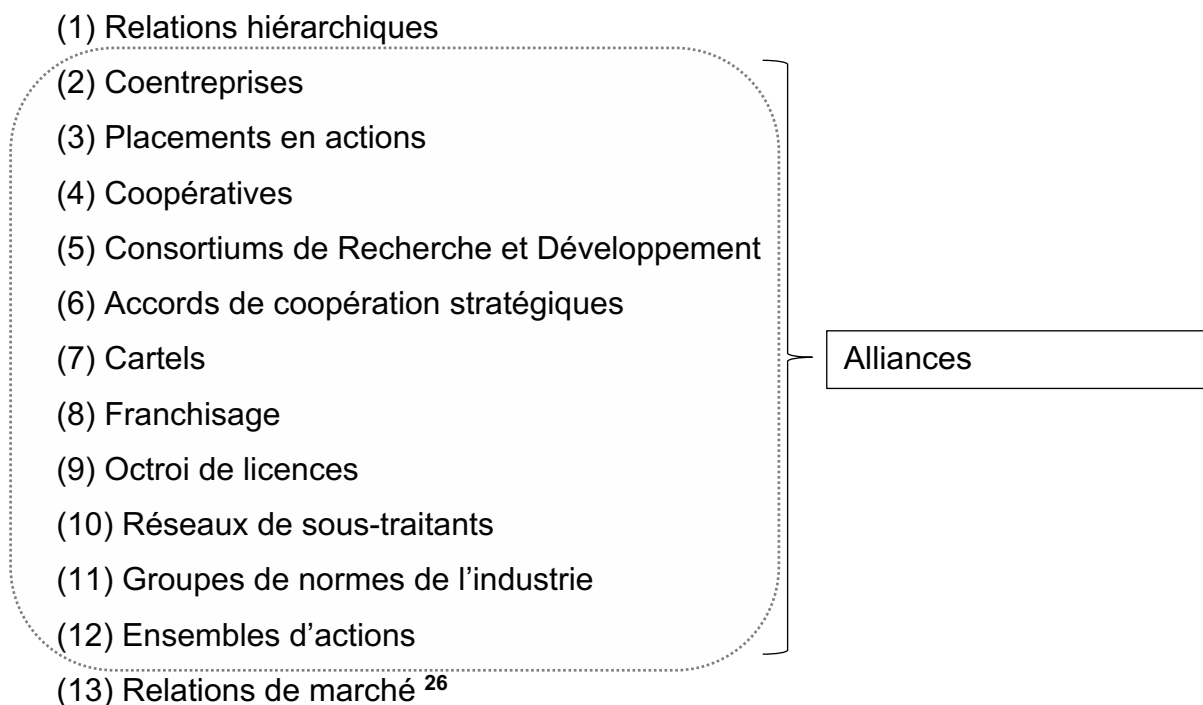 (1) Relations hiérarchiques
(2) Coentreprises
(3) Placements en actions
(4) Coopératives
(5) Consortiums de Recherche et Développement
(6) Accords de coopération stratégiques
(7) Cartels
Alliances
(8) Franchisage
(9) Octroi de licences
(10) Réseaux de sous-traitants
(11) Groupes de normes de l’industrie
(12) Ensembles d’actions
(13) Relations de marché 26